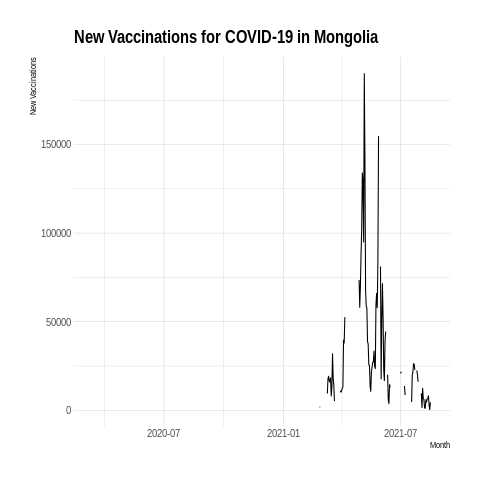 New Vaccinations for COVID-19 in Mongolia
New Vaccinations
150000
100000
50000
0
2020-07 2021-01 2021-07
Month